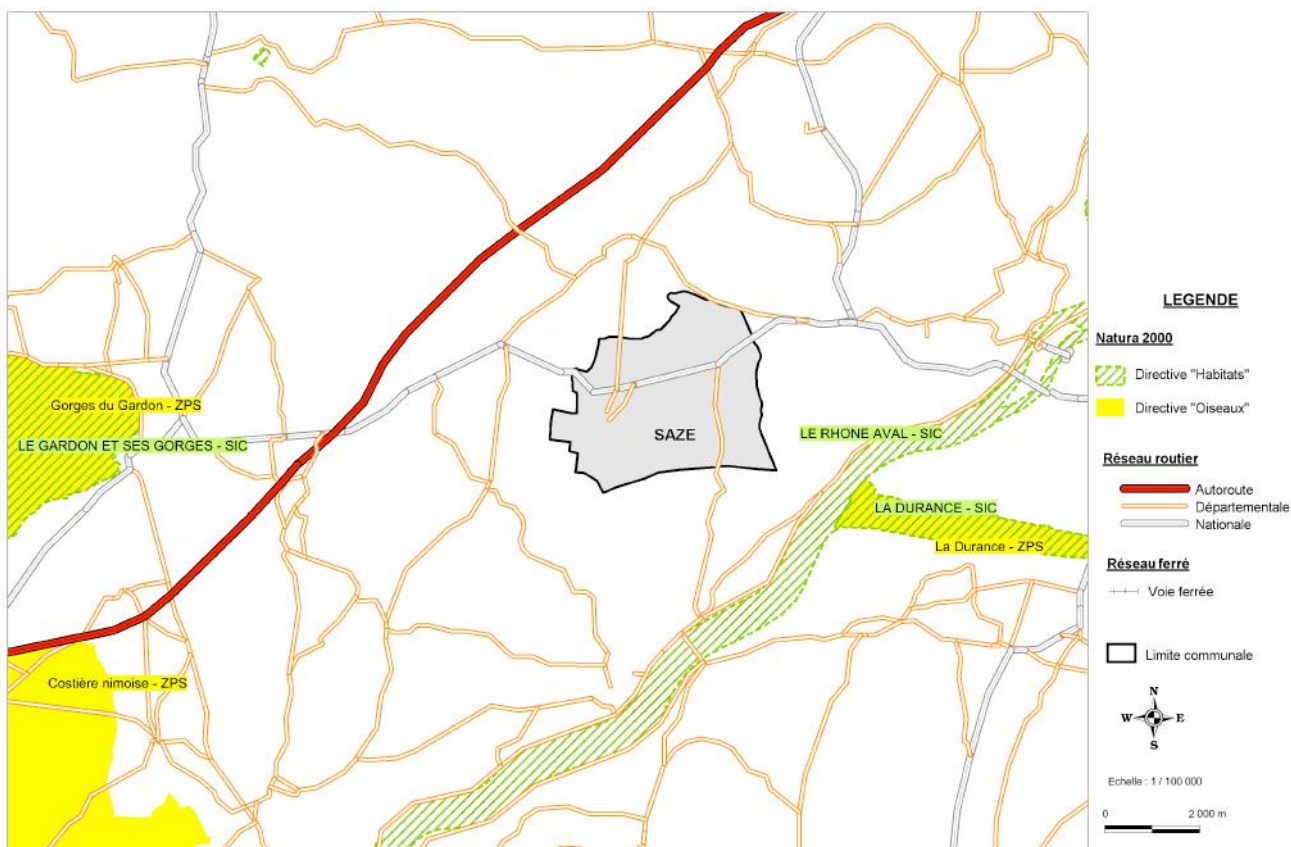 Gorges du Gardon - ZPS
LE GARDON ET SES GORGES - SIC
SAZE
LE RHONE AVAL - SIC
LA DURANCE - SIC
La Durance - ZPS
Costière nimoise - ZPS
LEGENDE
Natura 2000
Directive "Habitats"
Directive "Oiseaux"
Réseau routier
Autoroute
Départementale
Nationale
Réseau ferré
Voie ferrée
Limite communale
N
W E
S
Echelle : 1 / 100 000
0 2 000 m